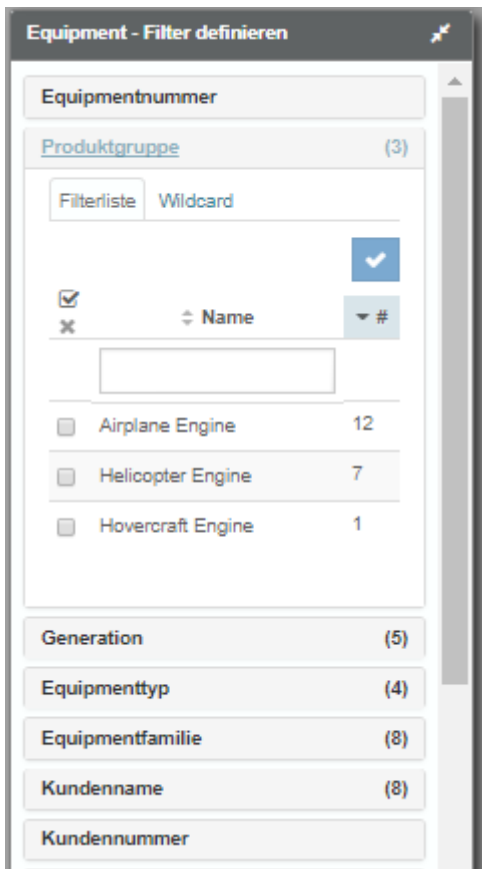 Equipment - Filter definieren
Equipmentnummer
Produktgruppe (3)
Filterliste Wildcard
Name #
Airplane Engine 12
Helicopter Engine 7
Hovercraft Engine 1
Generation (5)
Equipmenttyp (4)
Equipmentfamilie (8)
Kundenname (8)
Kundennummer